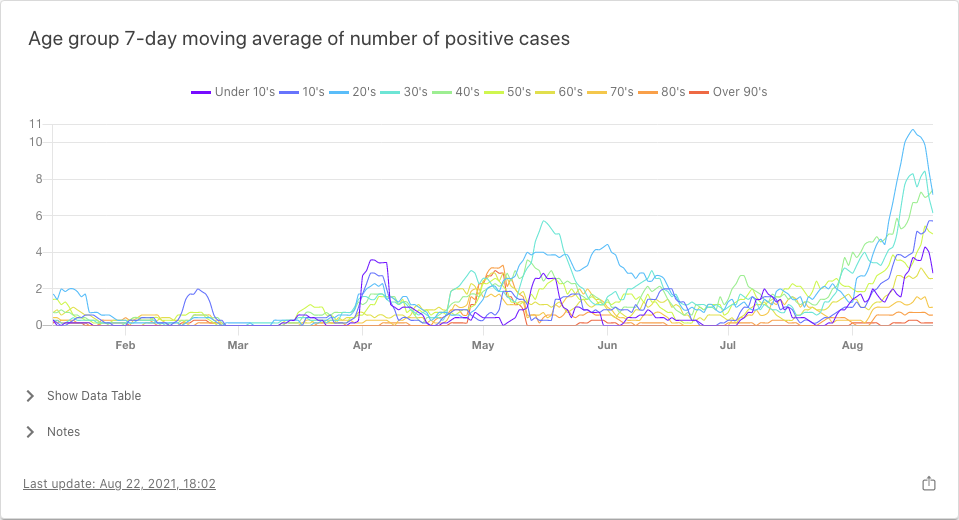 Age group 7-day moving average of number of positive cases
Under 10's 10's 20's 30's 40's 50's 60's 70's 80's Over 90's
11
10
8
6
4
2
0
Feb Mar Apr May Jun Jul Aug
Show Data Table
Notes
Last update: Aug 22, 2021, 18:02